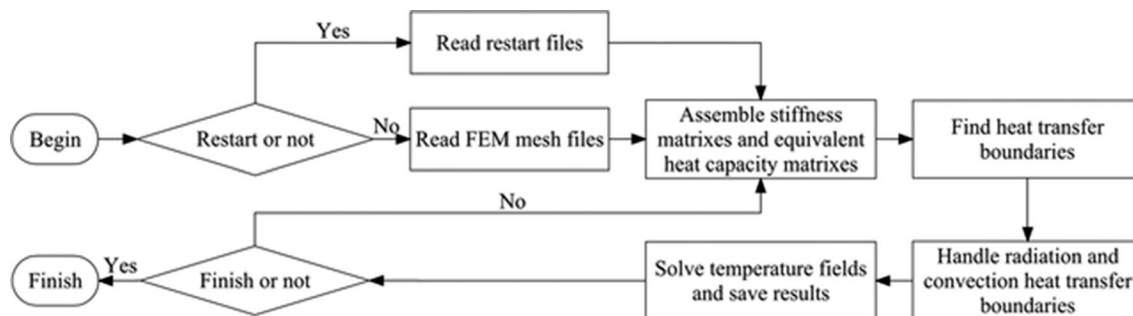 Yes
Read restart files
Begin
Restart or not
No
Read FEM mesh files
Assemble stiffness
matrixes and equivalent
heat capacity matrixes
Find heat transfer
boundaries
No
Finish
Yes
Finish or not
Solve temperature fields
and save results
Handle radiation and
convection heat transfer
boundaries